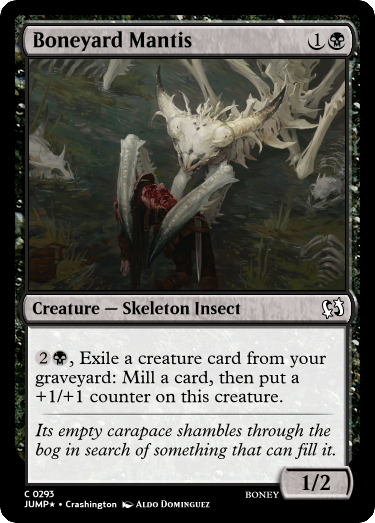 Boneyard Mantis 1
Creature — Skeleton Insect
2, Exile a creature card from your
graveyard: Mill a card, then put a
+1/+1 counter on this creature.
Its empty carapace shambles through the
bog in search of something that can fill it.
1/2
C 0293 BONEY
JUMP★ • Crashington Aldo Dominguez